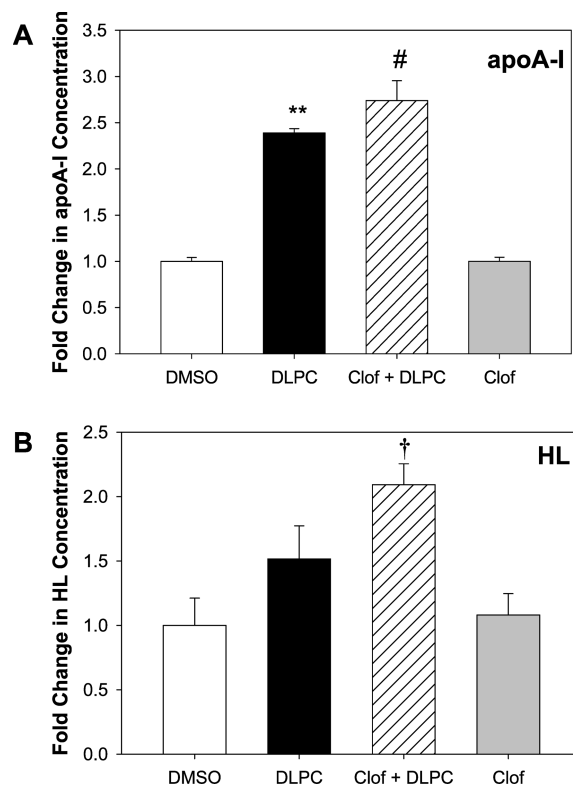 A
apoA-I
Fold Change in apoA-I Concentration
3.5
3.0
2.5
2.0
1.5
1.0
0.5
0.0
**
#
DMSO DLPC Clof + DLPC Clof
B
HL
Fold Change in HL Concentration
2.5
2.0
1.5
1.0
0.5
0.0
†
DMSO DLPC Clof + DLPC Clof